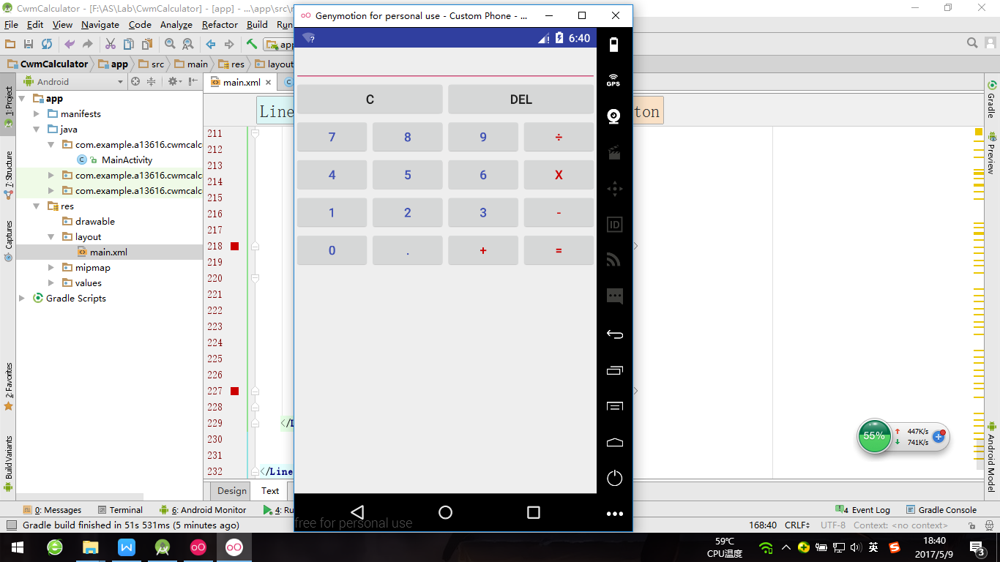 CwmCalculator - [F:\AS\Lab\CwmCalculator] - [app] - ...\app\src\
Genymotion for personal use - Custom Phone - ...
File Edit View Navigate Code Analyze Refactor Build Run
app
CwmCalculator app src main res layout
Android
main.xml
6:40
GPS
ID
C DEL
7 8 9 ÷
4 5 6 X
1 2 3 -
0 . + =
free for personal use
1: Project
7: Structure
Captures
2: Favorites
Build Variants
app
manifests
java
com.example.a13616.cwmcalc
MainActivity
com.example.a13616.cwmcalc
com.example.a13616.cwmcalc
res
drawable
layout
main.xml
mipmap
values
Gradle Scripts
Line
ton
211
212
213
214
215
216
217
218
219
220
221
222
223
224
225
226
227
228
229 </L
230
231
232 </Line
Design Text
Gradle
Preview
Android Model
55%
447K/s
741K/s
0: Messages Terminal 6: Android Monitor 4: Ru
4 Event Log Gradle Console
Gradle build finished in 51s 531ms (5 minutes ago)
168:40 CRLF UTF-8 Context: <no context>
59℃
CPU温度
英
18:40
2017/5/9
3